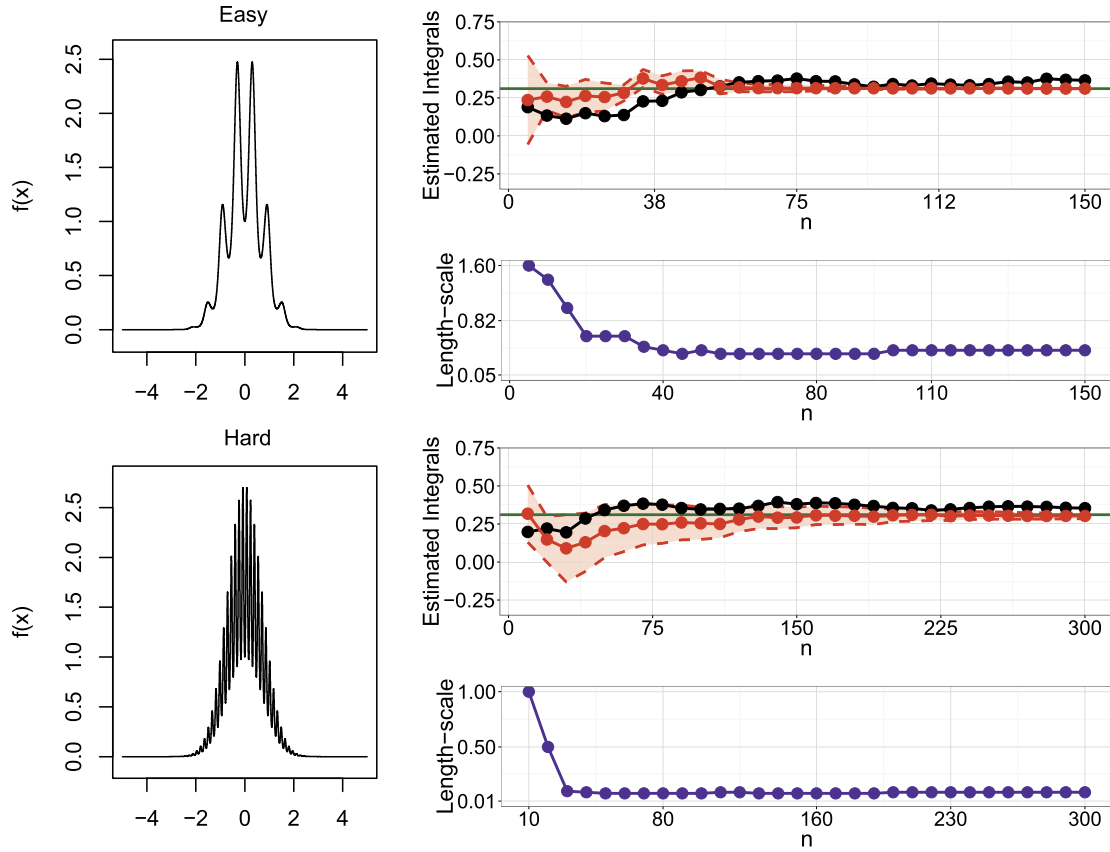 Easy
f(x)
2.5
2.0
1.5
1.0
0.5
0.0
−4 −2 0 2 4
Estimated Integrals
0.75
0.50
0.25
0.00
−0.25
0 38 75 112 150
n
Length−scale
1.60
0.82
0.05
0 40 80 110 150
n
Hard
f(x)
2.5
2.0
1.5
1.0
0.5
0.0
−4 −2 0 2 4
Estimated Integrals
0.75
0.50
0.25
0.00
−0.25
0 75 150 225 300
n
Length−scale
1.00
0.50
0.01
10 80 160 230 300
n